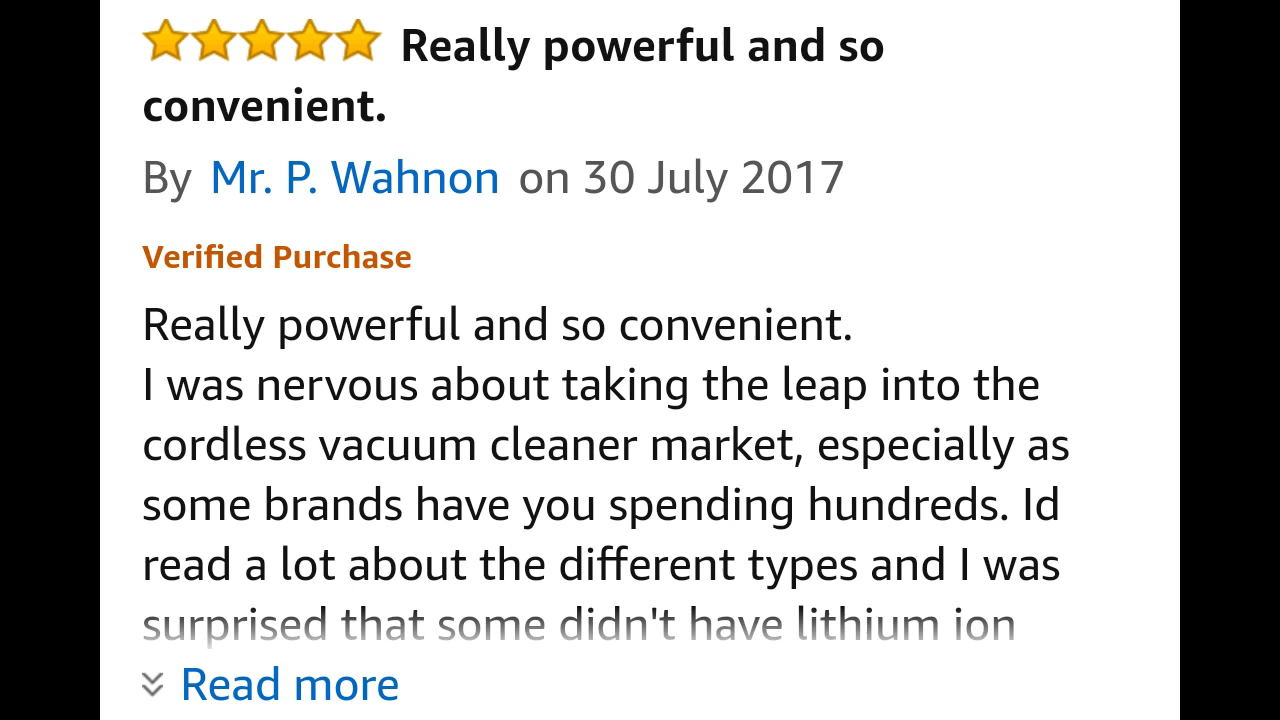 Really powerful and so
convenient.
By Mr. P. Wahnon on 30 July 2017
Verified Purchase
Really powerful and so convenient.
I was nervous about taking the leap into the
cordless vacuum cleaner market, especially as
some brands have you spending hundreds. Id
read a lot about the different types and I was
surprised that some didn't have lithium ion
Read more